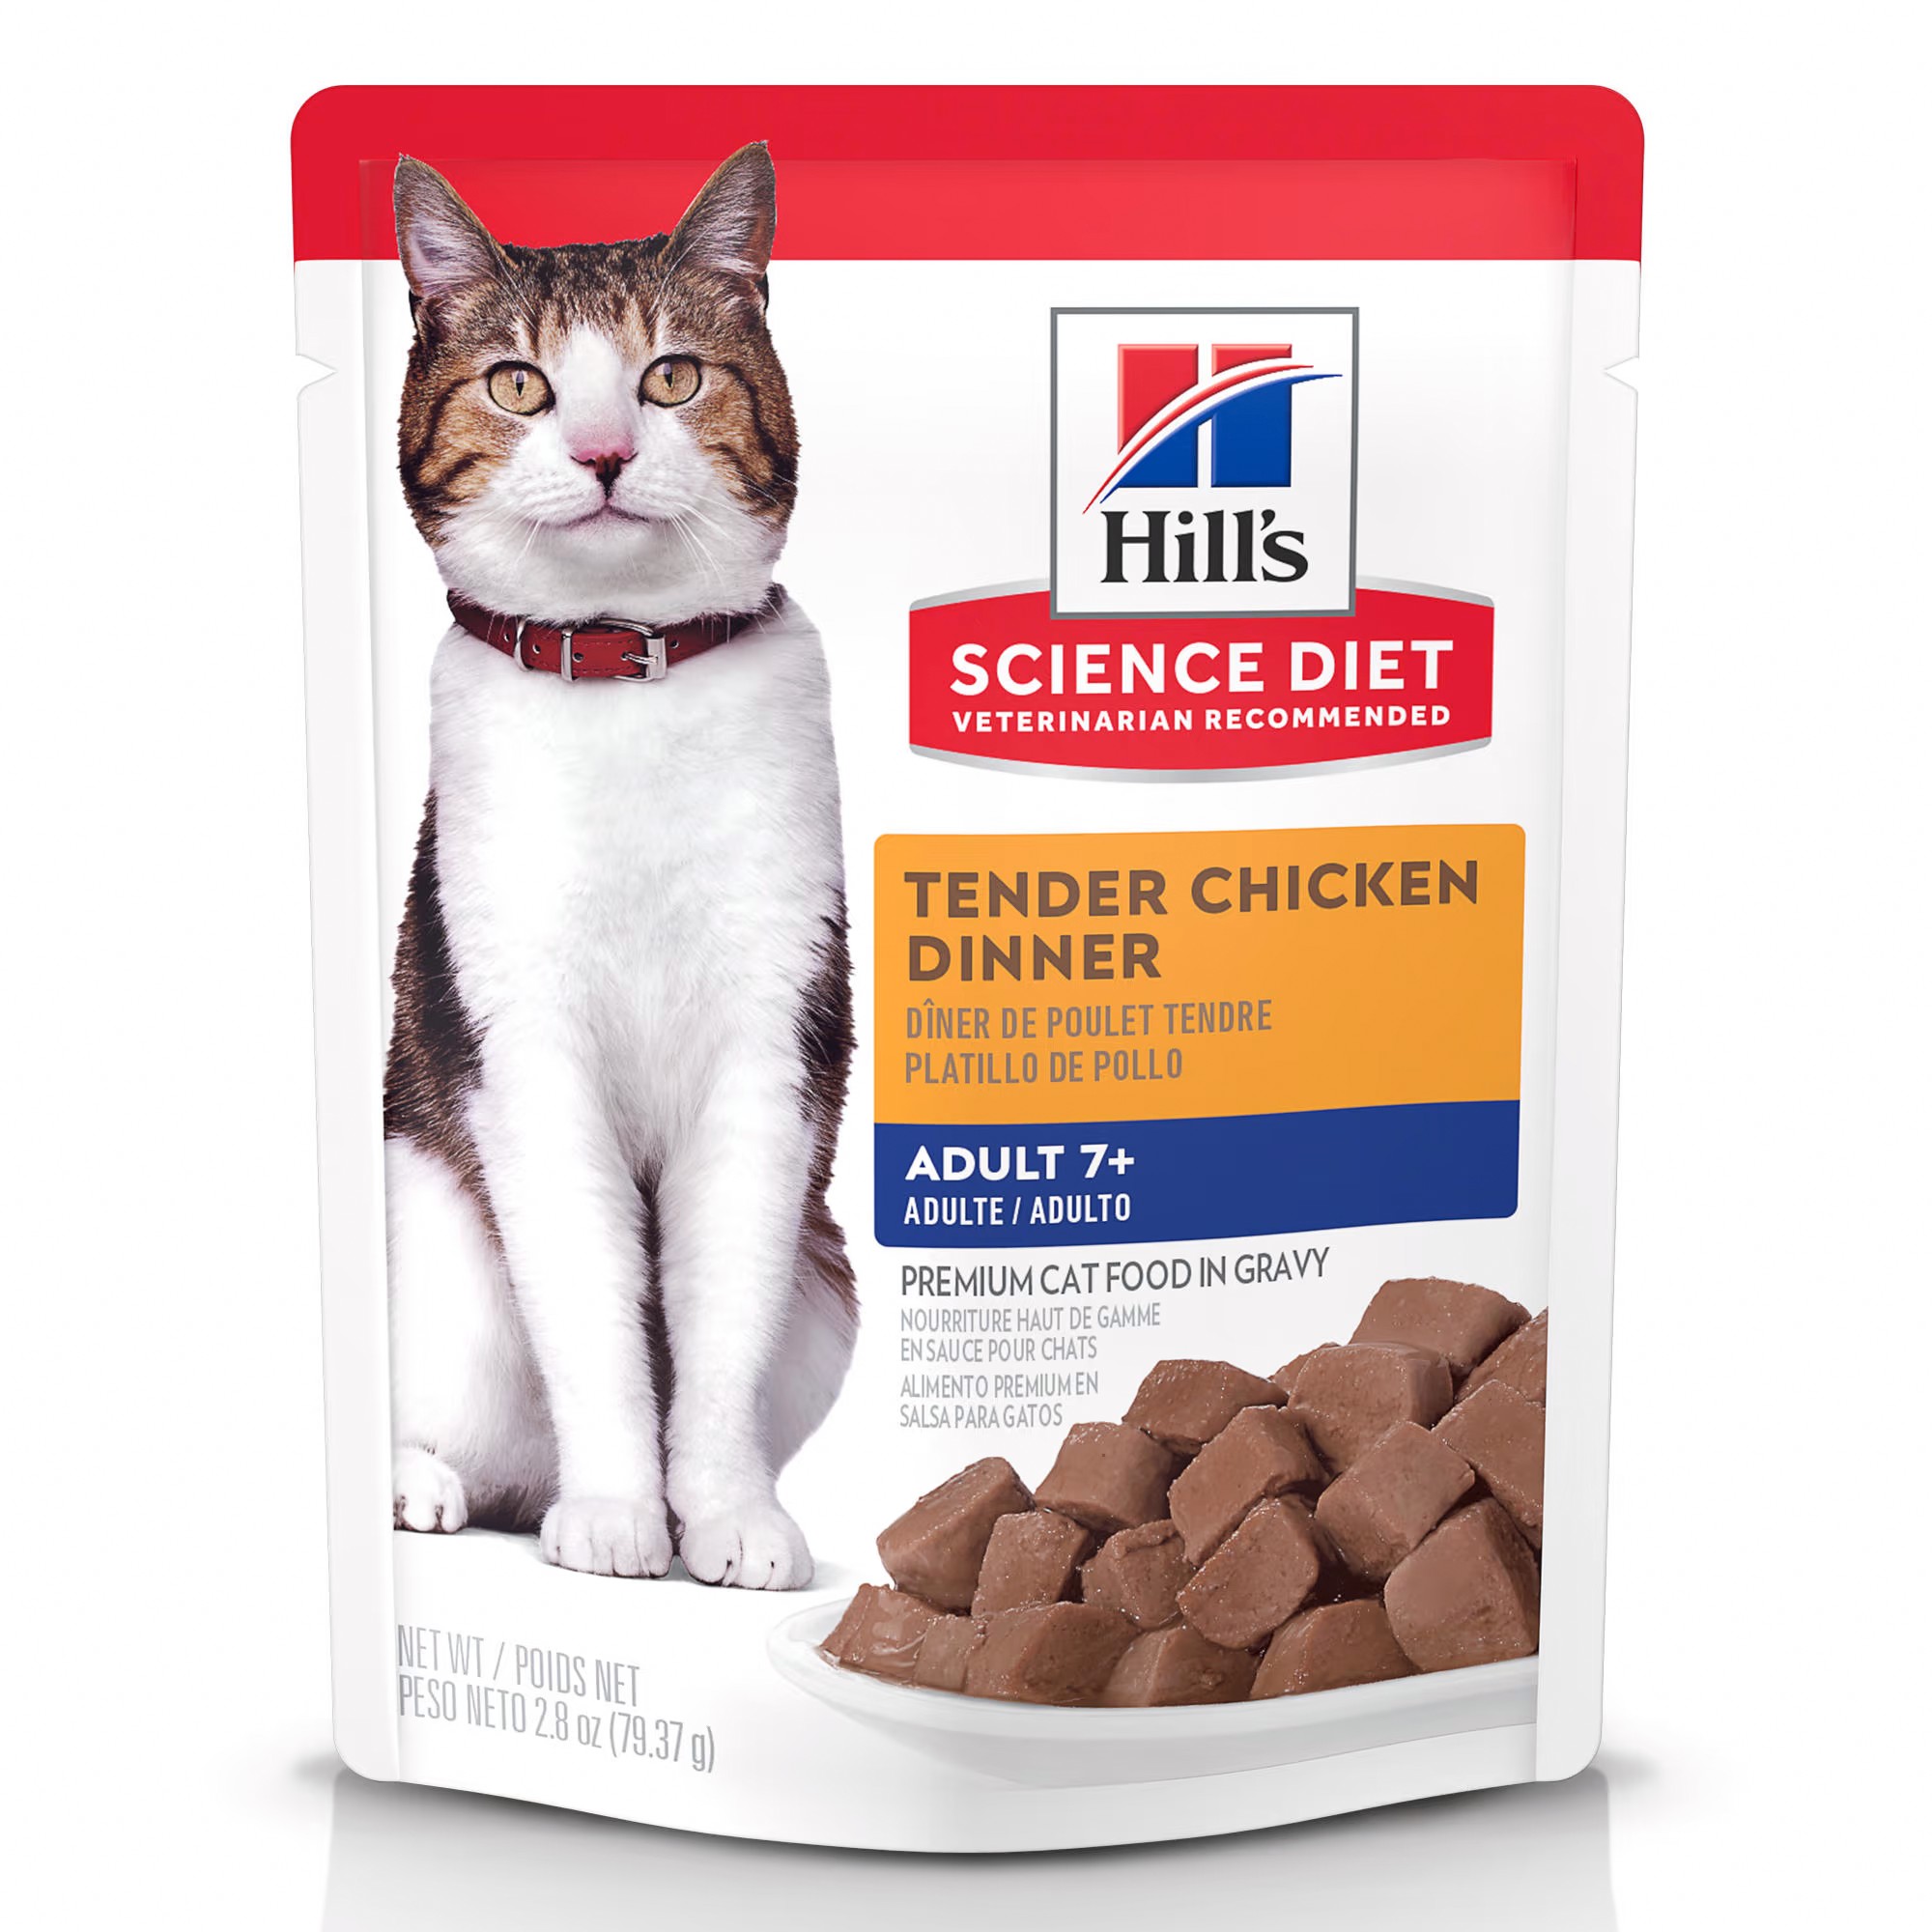 Hill's
SCIENCE DIET
VETERINARIAN RECOMMENDED
TENDER CHICKEN
DINNER
DÎNER DE POULET TENDRE
PLATILLO DE POLLO
ADULT 7+
ADULTE / ADULTO
PREMIUM CAT FOOD IN GRAVY
NOURRITURE HAUT DE GAMME
EN SAUCE POUR CHATS
ALIMENTO PREMIUM EN
SALSA PARA GATOS
NET WT / POIDS NET
PESO NETO 2.8 oz (79.37 g)